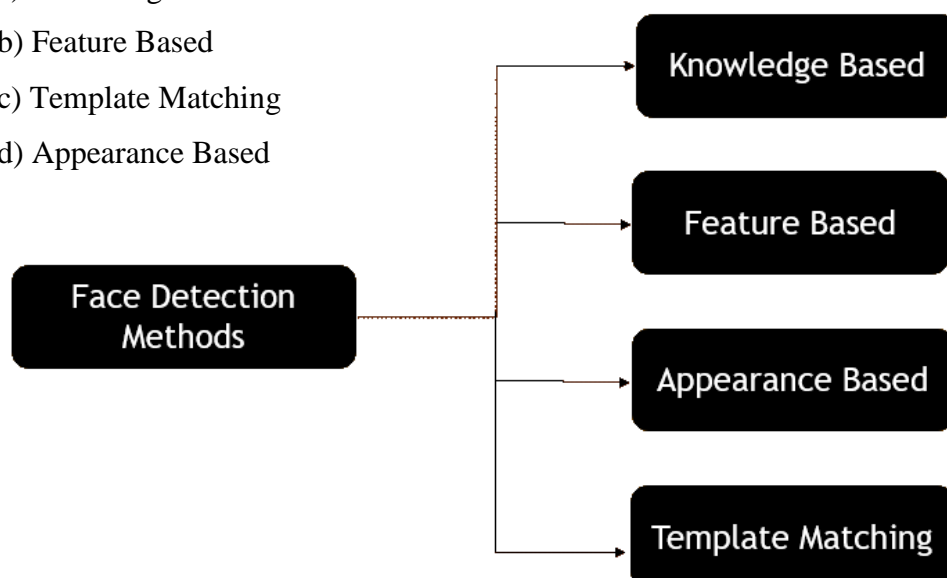 b) Feature Based
c) Template Matching
d) Appearance Based
Face Detection
Methods
Knowledge Based
Feature Based
Appearance Based
Template Matching